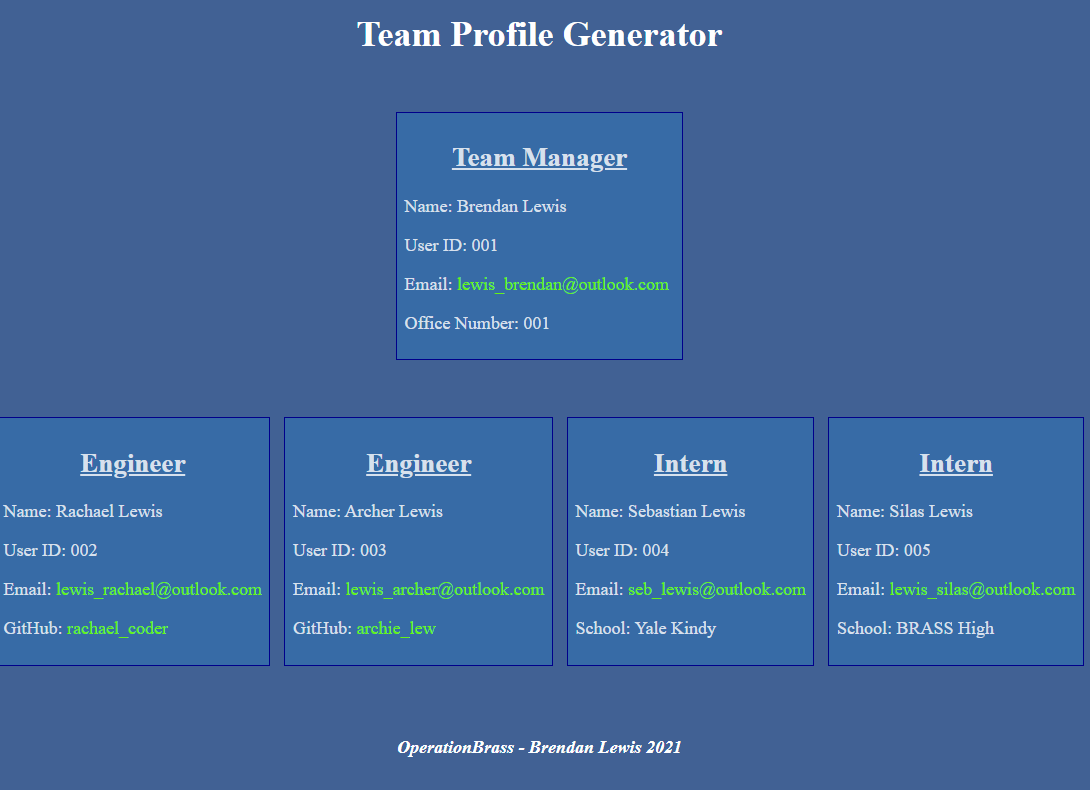 Team Profile Generator
Team Manager
Name: Brendan Lewis
User ID: 001
Email: lewis_brendan@outlook.com
Office Number: 001
Engineer
Name: Rachael Lewis
User ID: 002
Email: lewis_rachael@outlook.com
GitHub: rachael_coder
Engineer
Name: Archer Lewis
User ID: 003
Email: lewis_archer@outlook.com
GitHub: archie_lew
Intern
Name: Sebastian Lewis
User ID: 004
Email: seb_lewis@outlook.com
School: Yale Kindy
Intern
Name: Silas Lewis
User ID: 005
Email: lewis_silas@outlook.com
School: BRASS High
OperationBrass - Brendan Lewis 2021